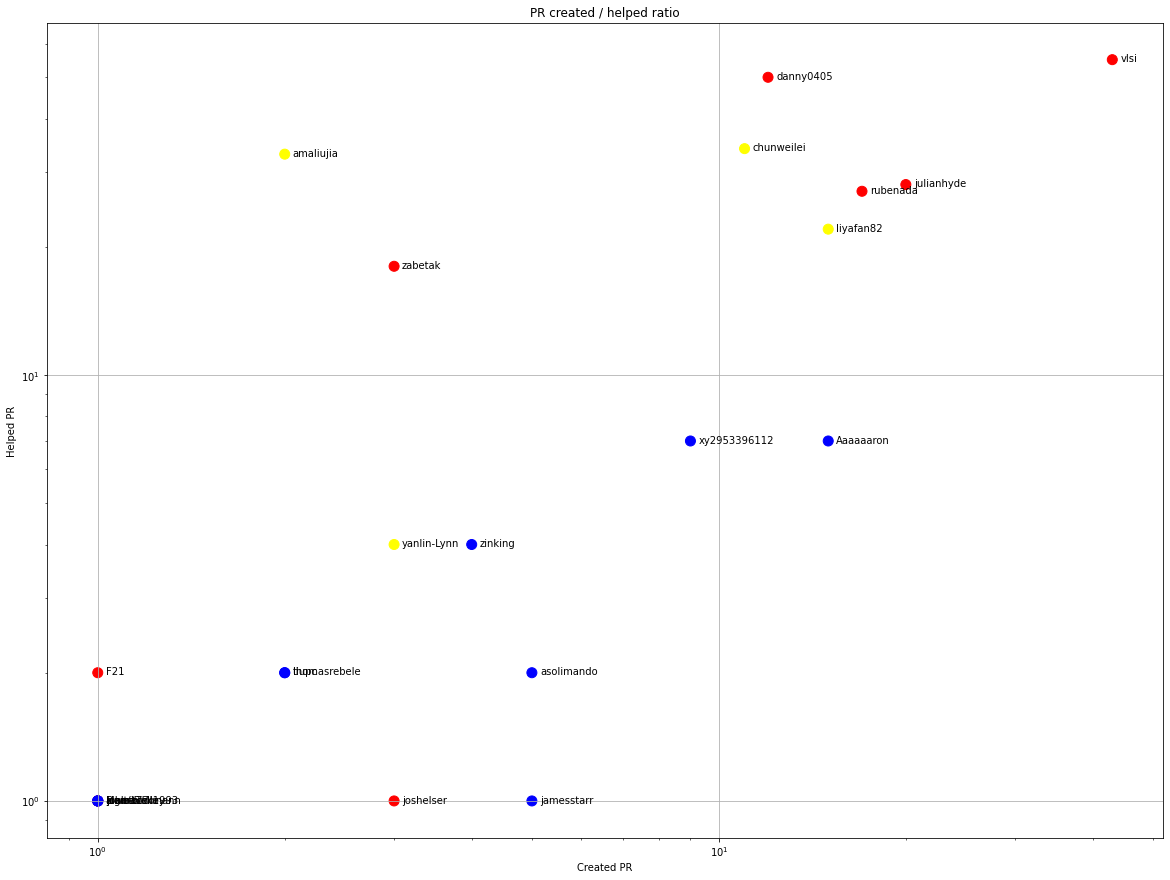 PR created / helped ratio
vlsi
danny0405
chunweilei
amaliujia
julianhyde
rubenada
liyafan82
zabetak
10¹
Helped PR
xy2953396112
Aaaaaaron
yanlin-Lynn
zinking
F21
asolimando
10⁰
joshelser
jamesstarr
10⁰
10¹
Created PR